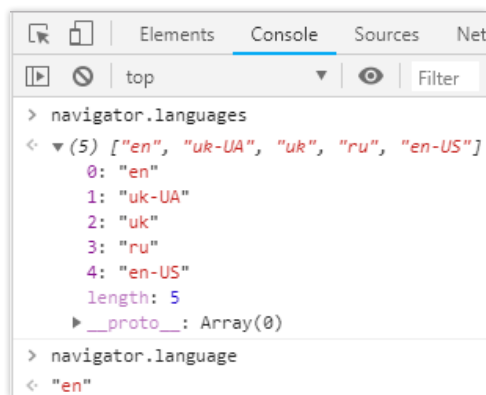 Elements Console Sources Net
top Filter
> navigator.languages
(5) ["en", "uk-UA", "uk", "ru", "en-US"]
0: "en"
1: "uk-UA"
2: "uk"
3: "ru"
4: "en-US"
length: 5
__proto__: Array(0)
> navigator.language
"en"